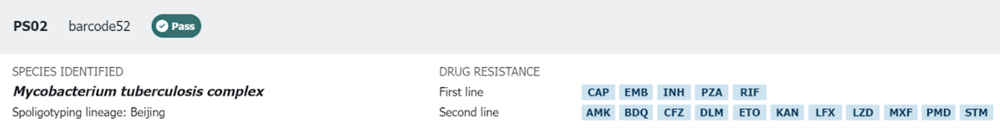 PS02 barcode52 Pass
SPECIES IDENTIFIED
Mycobacterium tuberculosis complex
Spoligotyping lineage: Beijing
DRUG RESISTANCE
First line CAP EMB INH PZA RIF
Second line AMK BDQ CFZ DLM ETO KAN LFX LZD MXF PMD STM